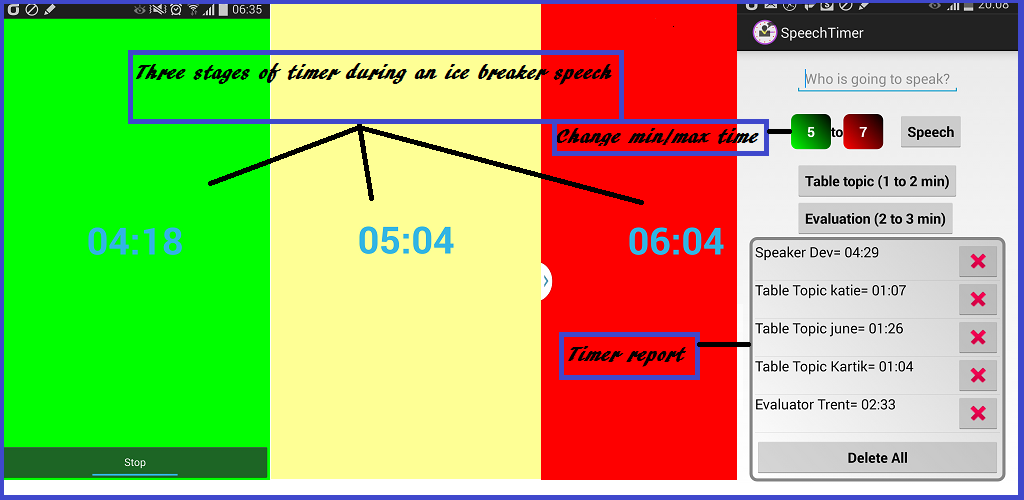 06:35
20.08
SpeechTimer
Three stages of timer during an ice breaker speech
Who is going to speak?
Change min/max time
5 to 7 Speech
Table topic (1 to 2 min)
Evaluation (2 to 3 min)
04:18
05:04
06:04
Speaker Dev= 04:29
Table Topic katie= 01:07
Table Topic june= 01:26
Timer report
Table Topic Kartik= 01:04
Evaluator Trent= 02:33
Delete All
Stop